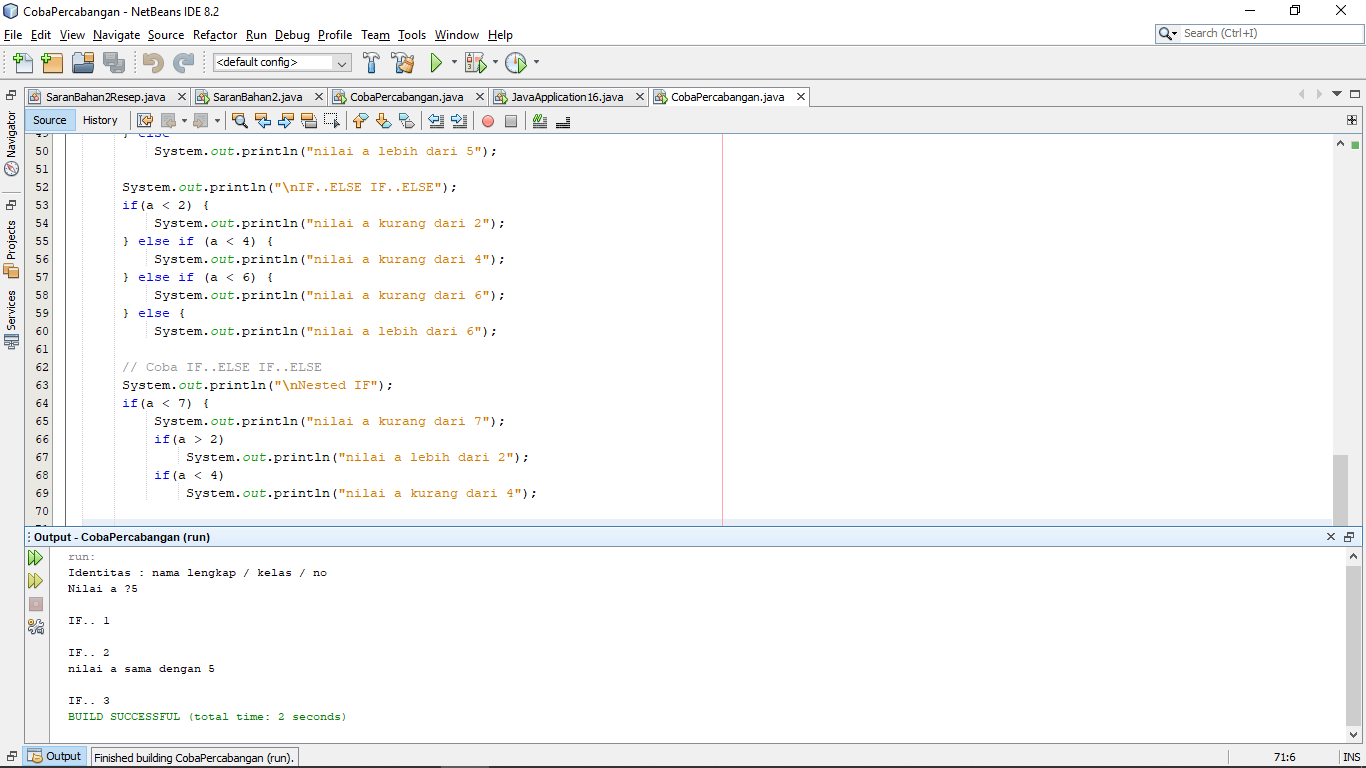 CobaPercabangan - NetBeans IDE 8.2
File Edit View Navigate Source Refactor Run Debug Profile Team Tools Window Help
Search (Ctrl+I)
<default config>
SaranBahan2Resep.java SaranBahan2.java CobaPercabangan.java JavaApplication16.java CobaPercabangan.java
Source History
Navigator
Projects
Services
} else
50 System.out.println("nilai a lebih dari 5");
51
52 System.out.println("\nIF..ELSE IF..ELSE");
53 if(a < 2) {
54 System.out.println("nilai a kurang dari 2");
55 } else if (a < 4) {
56 System.out.println("nilai a kurang dari 4");
57 } else if (a < 6) {
58 System.out.println("nilai a kurang dari 6");
59 } else {
60 System.out.println("nilai a lebih dari 6");
61
62 // Coba IF..ELSE IF..ELSE
63 System.out.println("\nNested IF");
64 if(a < 7) {
65 System.out.println("nilai a kurang dari 7");
66 if(a > 2)
67 System.out.println("nilai a lebih dari 2");
68 if(a < 4)
69 System.out.println("nilai a kurang dari 4");
70
Output - CobaPercabangan (run)
run:
Identitas : nama lengkap / kelas / no
Nilai a ?5
IF.. 1
IF.. 2
nilai a sama dengan 5
IF.. 3
BUILD SUCCESSFUL (total time: 2 seconds)
Output
Finished building CobaPercabangan (run).
71:6
INS